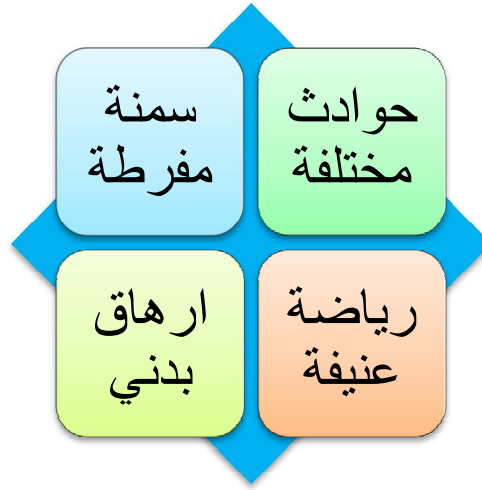 حوادث
مختلفة
سمنة
مفرطة
رياضة
عنيفة
ارهاق
بدني